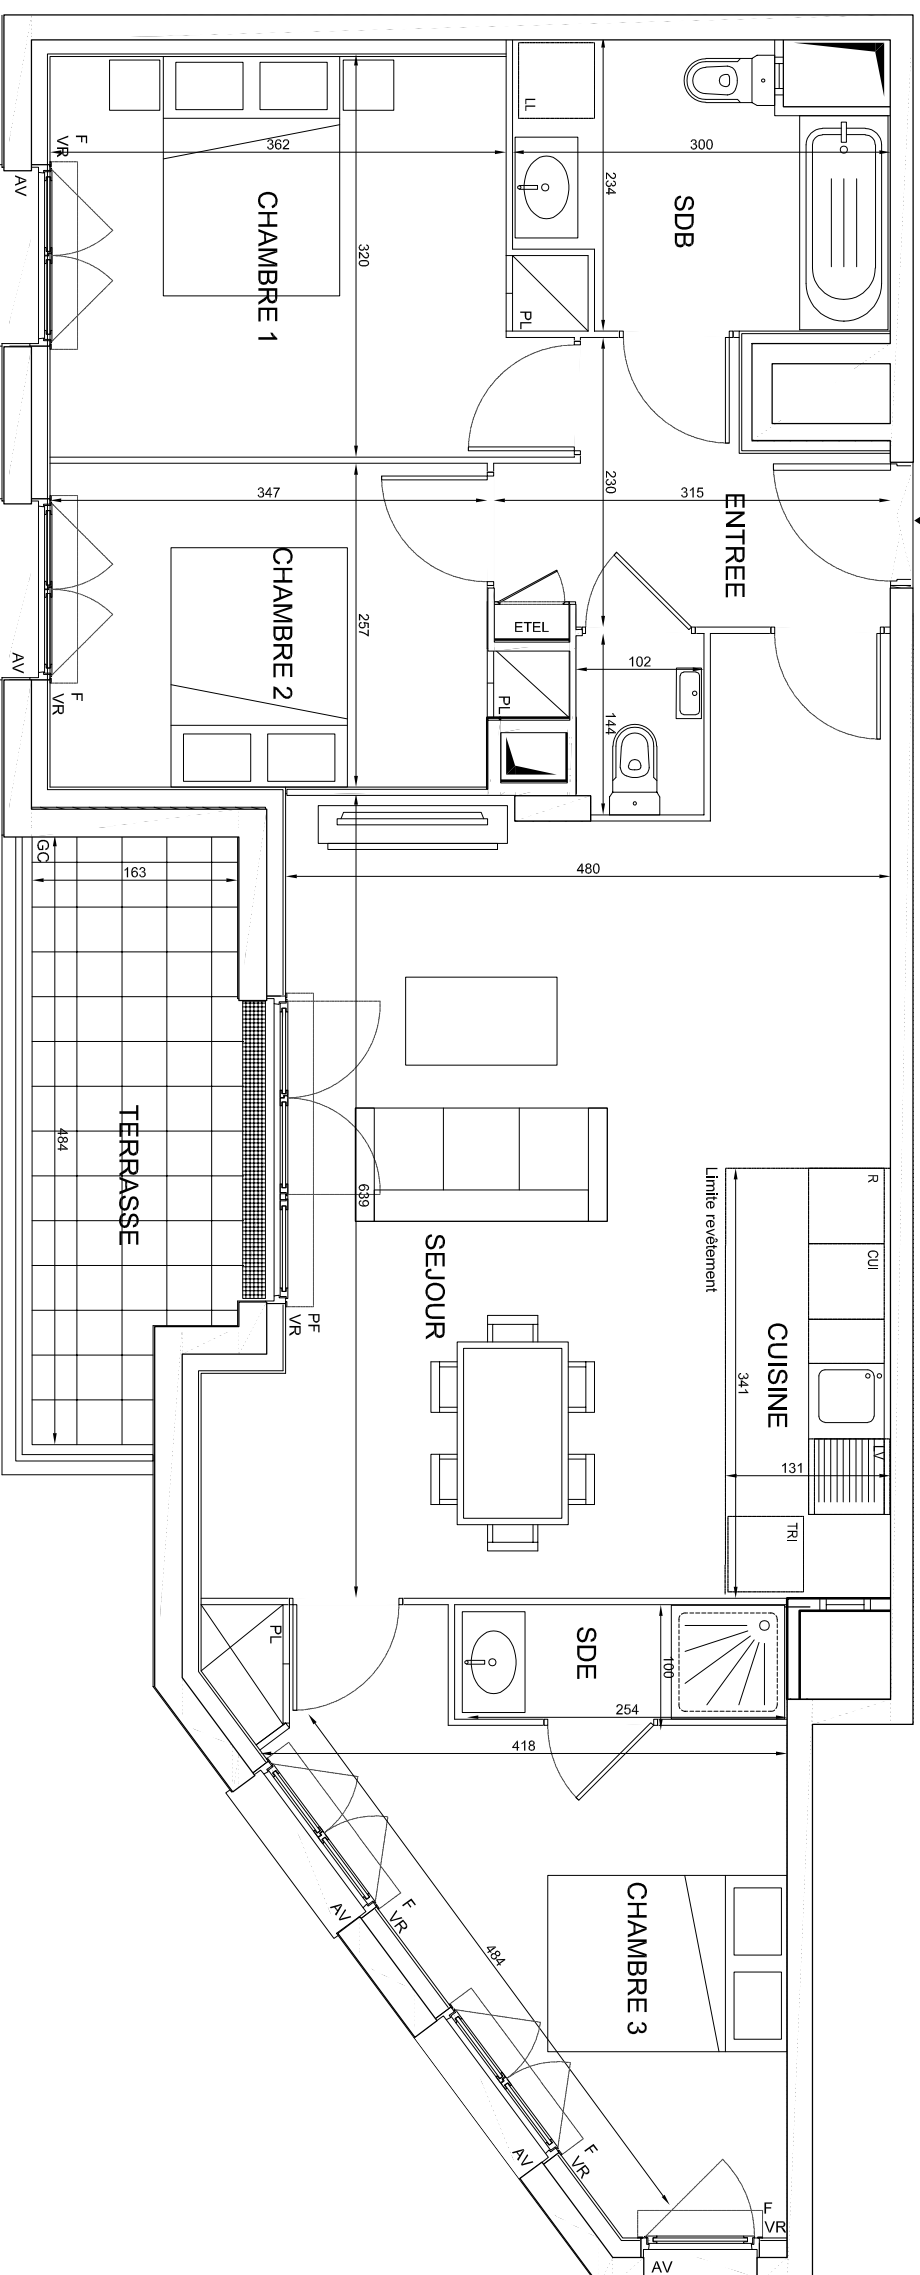 LL
362
300
F
VR
AV
234
SDB
CHAMBRE 1
320
PL
347
230
315
ENTREE
CHAMBRE 2
257
ETEL
102
PL
144
AV
F
VR
GC
163
480
TERRASSE
484
639
Limite revêtement
R
CUI
SEJOUR
CUISINE
PF
VR
341
131
LV
TRI
PL
SDE
100
254
418
F
VR
AV
484
CHAMBRE 3
F
VR
AV
F
VR
AV